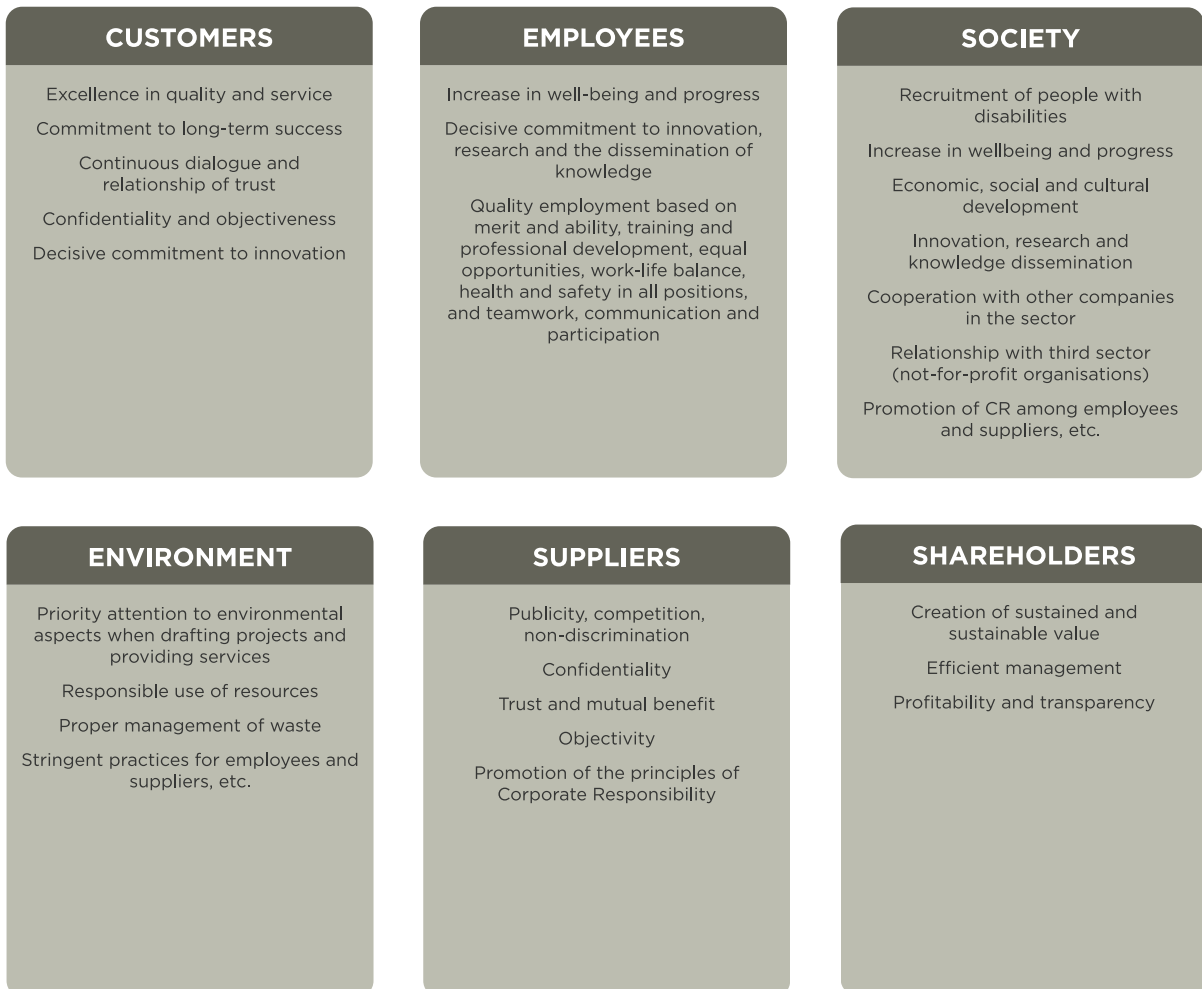 CUSTOMERS
Excellence in quality and service
Commitment to long-term success
Continuous dialogue and
relationship of trust
Confidentiality and objectiveness
Decisive commitment to innovation
EMPLOYEES
Increase in well-being and progress
Decisive commitment to innovation,
research and the dissemination of
knowledge
Quality employment based on
merit and ability, training and
professional development, equal
opportunities, work-life balance,
health and safety in all positions,
and teamwork, communication and
participation
SOCIETY
Recruitment of people with
disabilities
Increase in wellbeing and progress
Economic, social and cultural
development
Innovation, research and
knowledge dissemination
Cooperation with other companies
in the sector
Relationship with third sector
(not-for-profit organisations)
Promotion of CR among employees
and suppliers, etc.
ENVIRONMENT
Priority attention to environmental
aspects when drafting projects and
providing services
Responsible use of resources
Proper management of waste
Stringent practices for employees and
suppliers, etc.
SUPPLIERS
Publicity, competition,
non-discrimination
Confidentiality
Trust and mutual benefit
Objectivity
Promotion of the principles of
Corporate Responsibility
SHAREHOLDERS
Creation of sustained and
sustainable value
Efficient management
Profitability and transparency